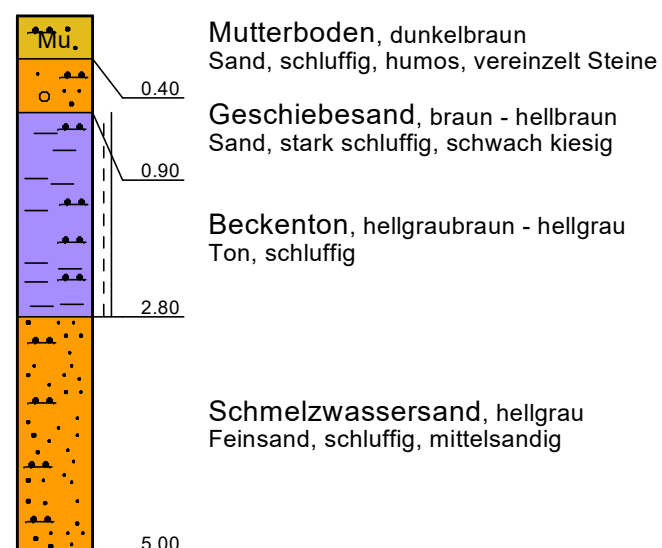 Mu.
Mutterboden, dunkelbraun
Sand, schluffig, humos, vereinzelt Steine
0.40
Geschiebesand, braun - hellbraun
Sand, stark schluffig, schwach kiesig
0.90
Beckenton, hellgraubraun - hellgrau
Ton, schluffig
2.80
Schmelzwassersand, hellgrau
Feinsand, schluffig, mittelsandig
5.00